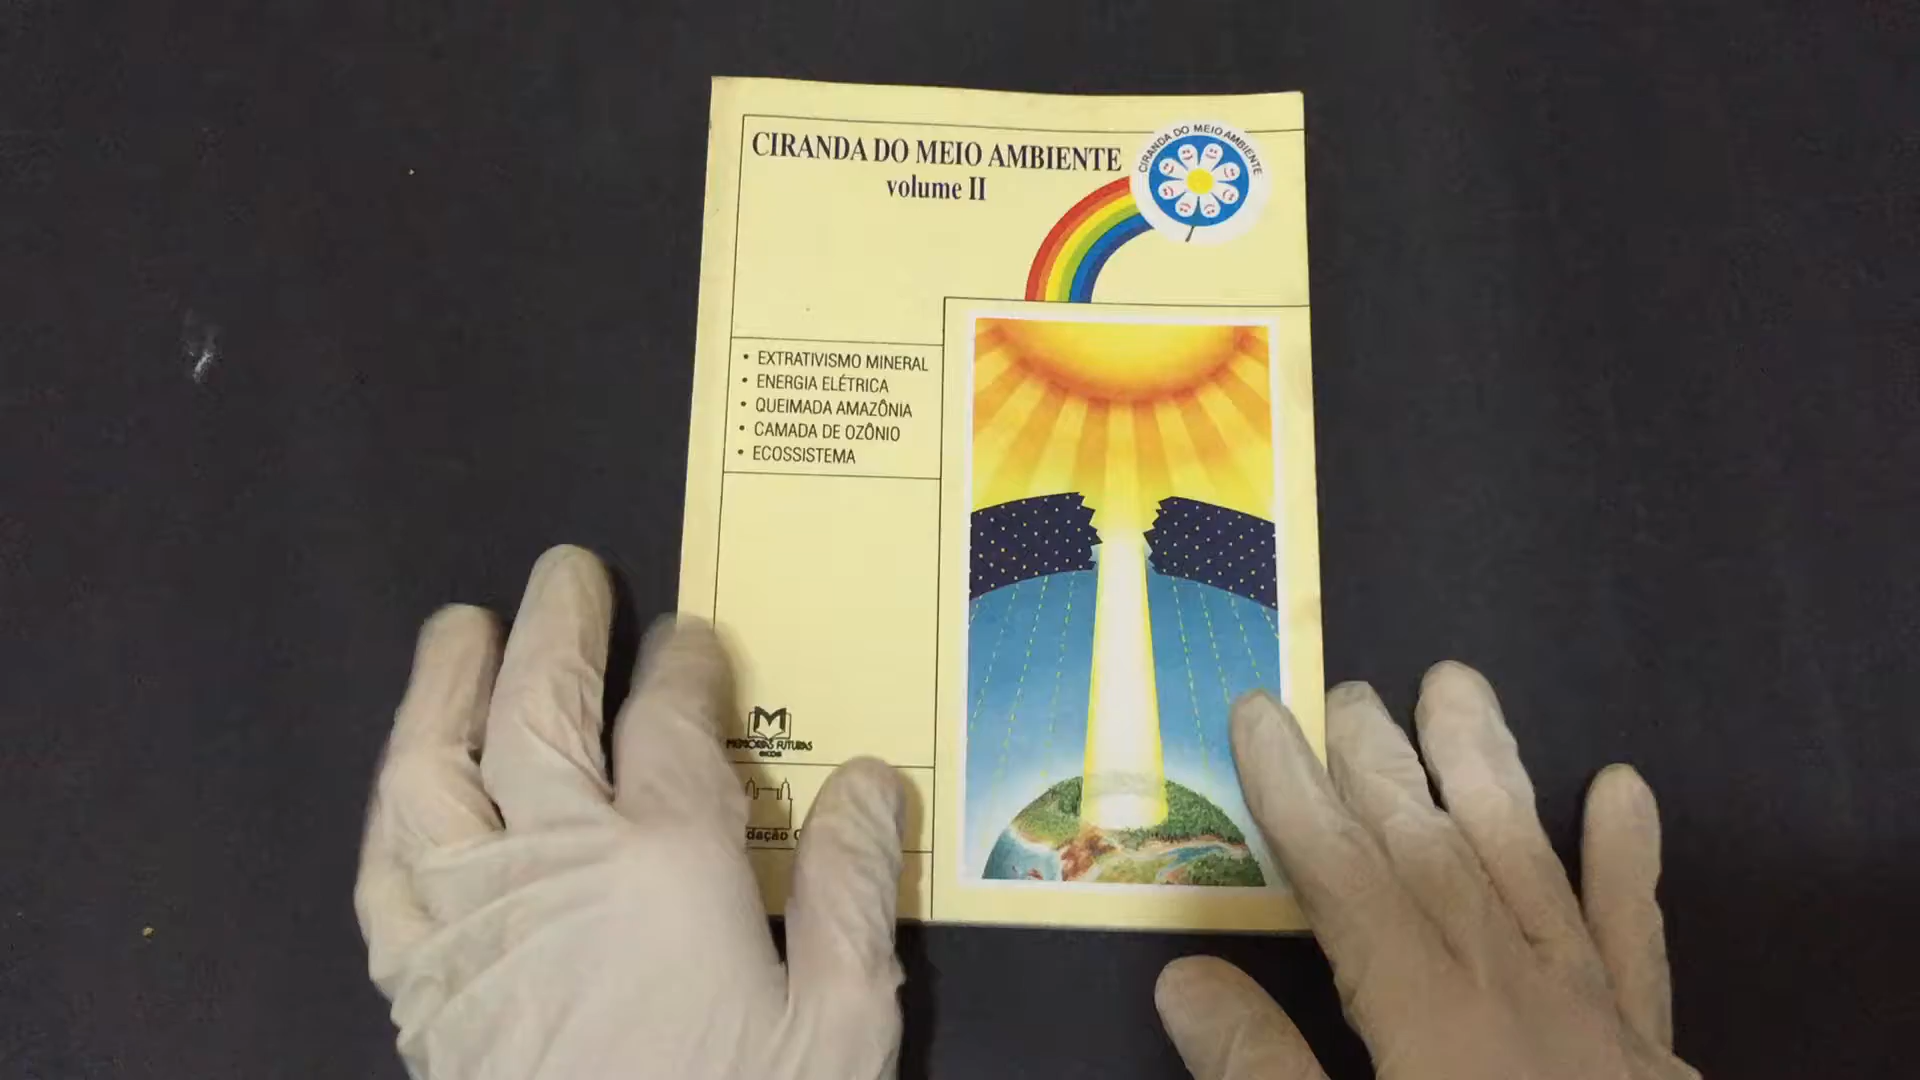 CIRANDA DO MEIO AMBIENTE
volume II
CIRANDA DO MEIO AMBIENTE
• EXTRATIVISMO MINERAL
• ENERGIA ELÉTRICA
• QUEIMADA AMAZÔNIA
• CAMADA DE OZÔNIO
• ECOSSISTEMA
M
MEMÓRIAS FUTURAS
dação